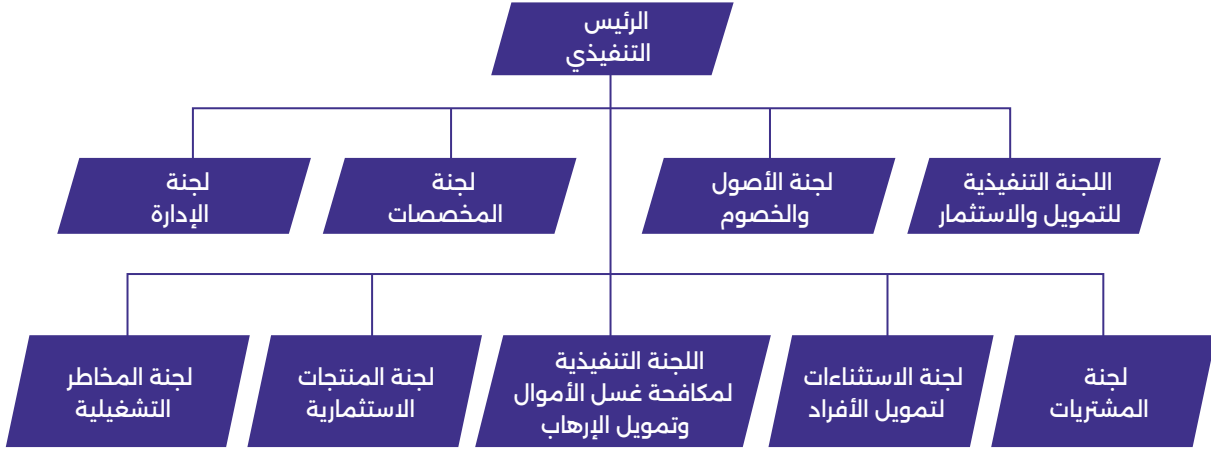 الرئيس
التنفيذي
اللجنة التنفيذية
للتمويل والاستثمار
لجنة الأصول
والخصوم
لجنة
المخصصات
لجنة
الإدارة
لجنة
المشتريات
لجنة الاستثناءات
لتمويل الأفراد
اللجنة التنفيذية
لمكافحة غسل الأموال
وتمويل الإرهاب
لجنة المنتجات
الاستثمارية
لجنة المخاطر
التشغيلية